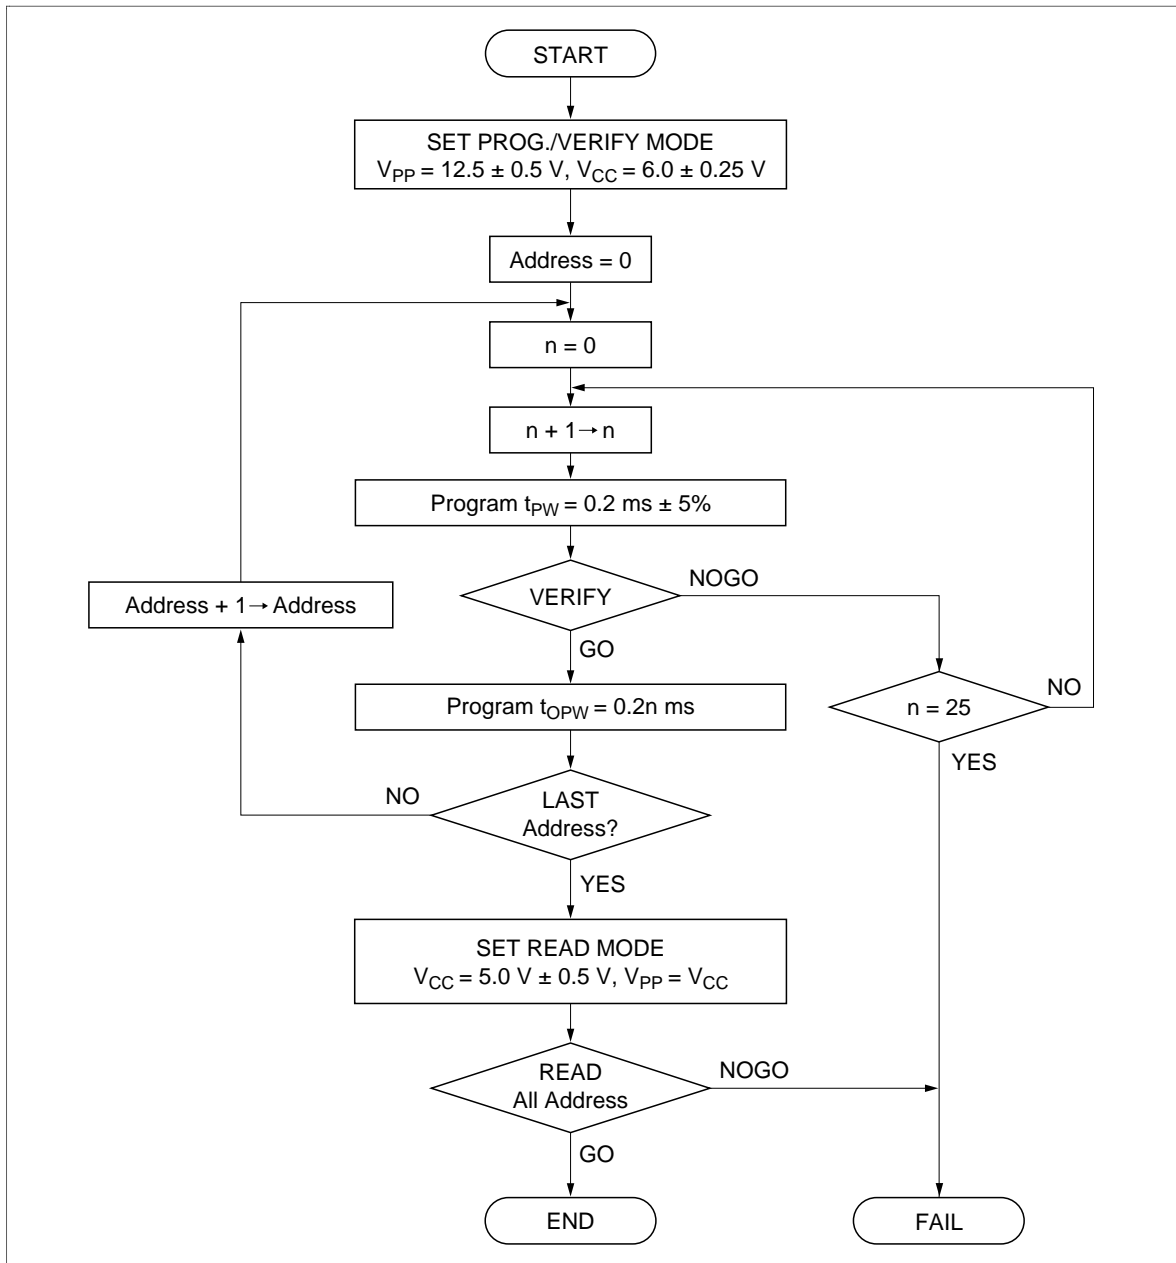 START
SET PROG./VERIFY MODE
VPP = 12.5 ± 0.5 V, VCC = 6.0 ± 0.25 V
Address = 0
n = 0
n + 1→ n
Program tPW = 0.2 ms ± 5%
NOGO
VERIFY
Address + 1→ Address
GO
NO
Program tOPW = 0.2n ms
n = 25
YES
NO
LAST
Address?
YES
SET READ MODE
VCC = 5.0 V ± 0.5 V, VPP = VCC
READ
All Address
NOGO
GO
END
FAIL